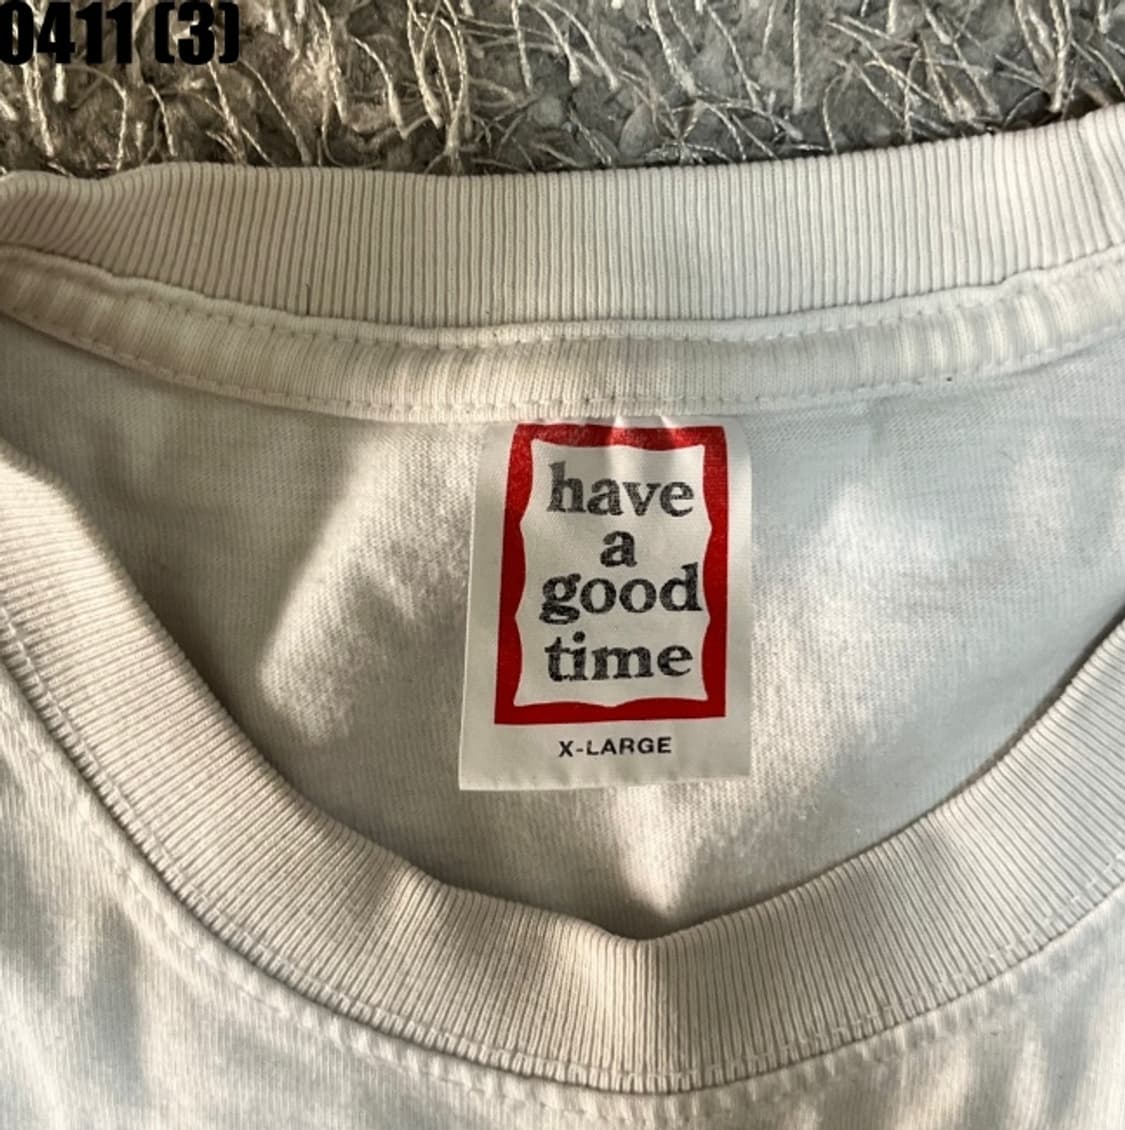 0411 (3)
have
a
good
time
X-LARGE